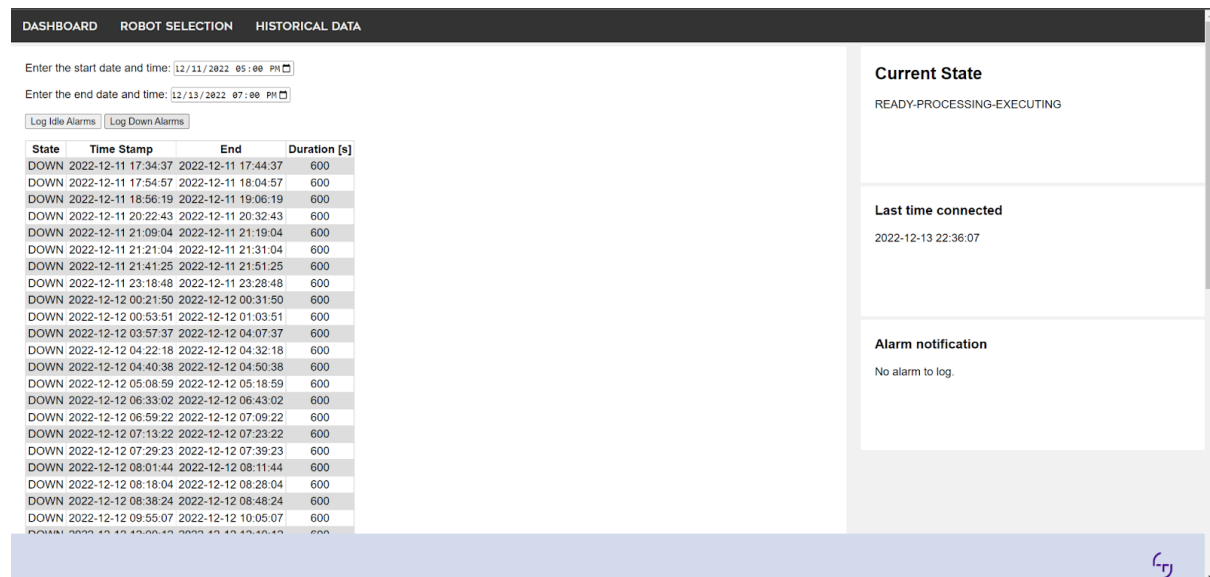 DASHBOARD ROBOT SELECTION HISTORICAL DATA
Enter the start date and time: 12/11/2022 05:00 PM
Enter the end date and time: 12/13/2022 07:00 PM
Log Idle Alarms Log Down Alarms
State Time Stamp End Duration [s]
DOWN 2022-12-11 17:34:37 2022-12-11 17:44:37 600
DOWN 2022-12-11 17:54:57 2022-12-11 18:04:57 600
DOWN 2022-12-11 18:56:19 2022-12-11 19:06:19 600
DOWN 2022-12-11 20:22:43 2022-12-11 20:32:43 600
DOWN 2022-12-11 21:09:04 2022-12-11 21:19:04 600
DOWN 2022-12-11 21:21:04 2022-12-11 21:31:04 600
DOWN 2022-12-11 21:41:25 2022-12-11 21:51:25 600
DOWN 2022-12-11 23:18:48 2022-12-11 23:28:48 600
DOWN 2022-12-12 00:21:50 2022-12-12 00:31:50 600
DOWN 2022-12-12 00:53:51 2022-12-12 01:03:51 600
DOWN 2022-12-12 03:57:37 2022-12-12 04:07:37 600
DOWN 2022-12-12 04:22:18 2022-12-12 04:32:18 600
DOWN 2022-12-12 04:40:38 2022-12-12 04:50:38 600
DOWN 2022-12-12 05:08:59 2022-12-12 05:18:59 600
DOWN 2022-12-12 06:33:02 2022-12-12 06:43:02 600
DOWN 2022-12-12 06:59:22 2022-12-12 07:09:22 600
DOWN 2022-12-12 07:13:22 2022-12-12 07:23:22 600
DOWN 2022-12-12 07:29:23 2022-12-12 07:39:23 600
DOWN 2022-12-12 08:01:44 2022-12-12 08:11:44 600
DOWN 2022-12-12 08:18:04 2022-12-12 08:28:04 600
DOWN 2022-12-12 08:38:24 2022-12-12 08:48:24 600
DOWN 2022-12-12 09:55:07 2022-12-12 10:05:07 600
Current State
READY-PROCESSING-EXECUTING
Last time connected
2022-12-13 22:36:07
Alarm notification
No alarm to log.